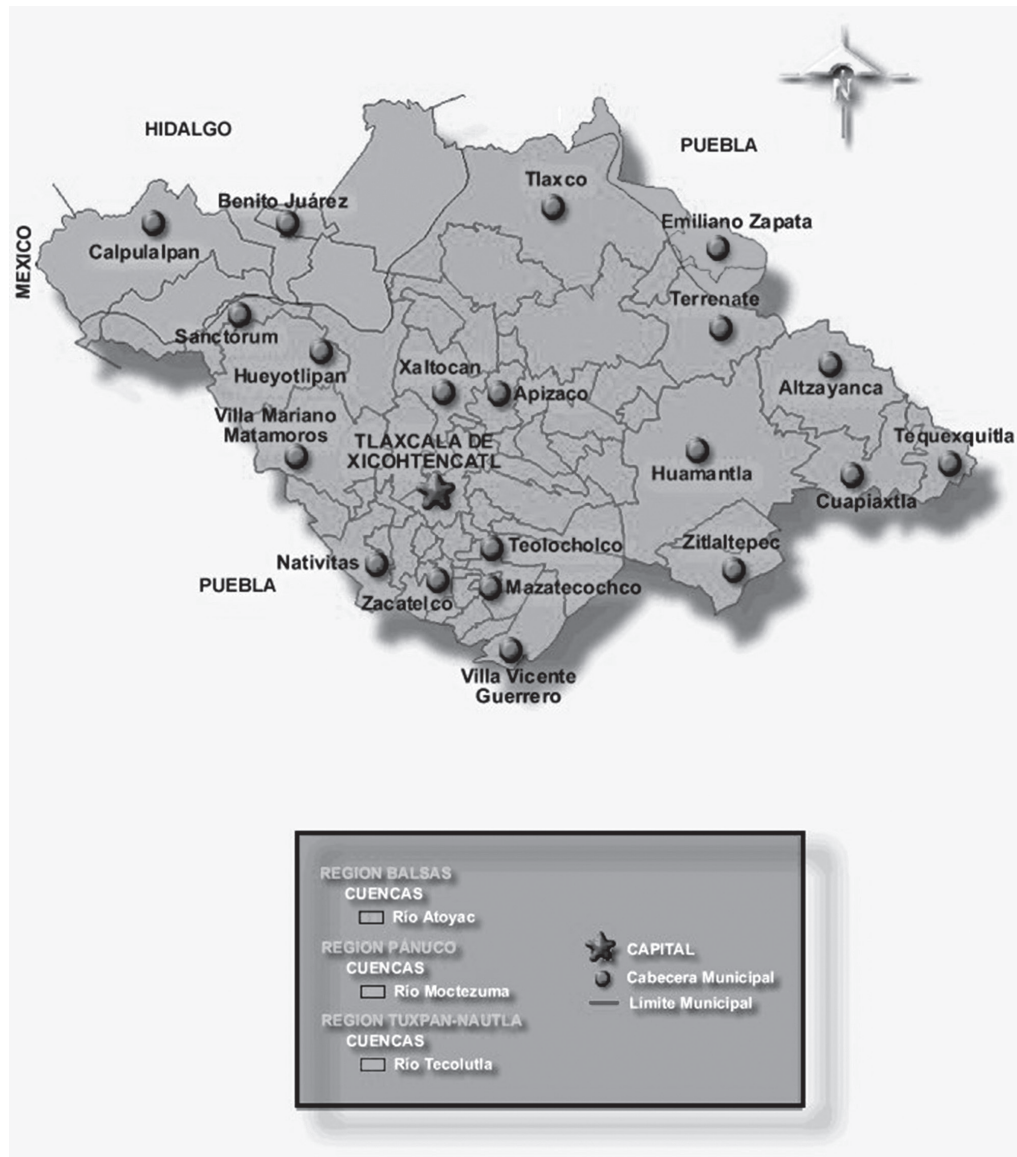 HIDALGO
PUEBLA
N
MEXICO
Tlaxco
Benito Juárez
Emiliano Zapata
Calpulalpan
Terrenate
Sanctórum
Hueyotlipan
Xaltocan
Apizaco
Altzayanca
Villa Mariano
Matamoros
TLAXCALA DE
XICOHTENCATL
Tequexquitla
Huamantla
Cuapiaxtla
Nativitas
Teolocholco
Zitlaltepec
PUEBLA
Zacatelco
Mazatecochco
Villa Vicente
Guerrero
REGION BALSAS
CUENCAS
Río Atoyac
REGION PÁNUCO
CUENCAS
Río Moctezuma
REGION TUXPAN-NAUTLA
CUENCAS
Río Tecolutla
CAPITAL
Cabecera Municipal
Límite Municipal